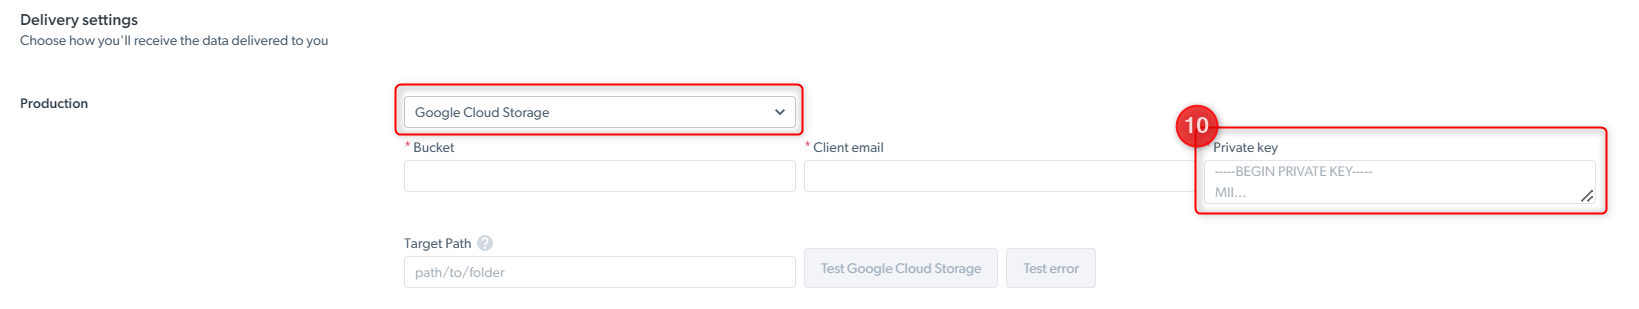 Delivery settings
Choose how you'll receive the data delivered to you
Production
Google Cloud Storage
10
* Bucket
* Client email
Private key
-----BEGIN PRIVATE KEY-----
MII...
Target Path ?
path/to/folder
Test Google Cloud Storage
Test error